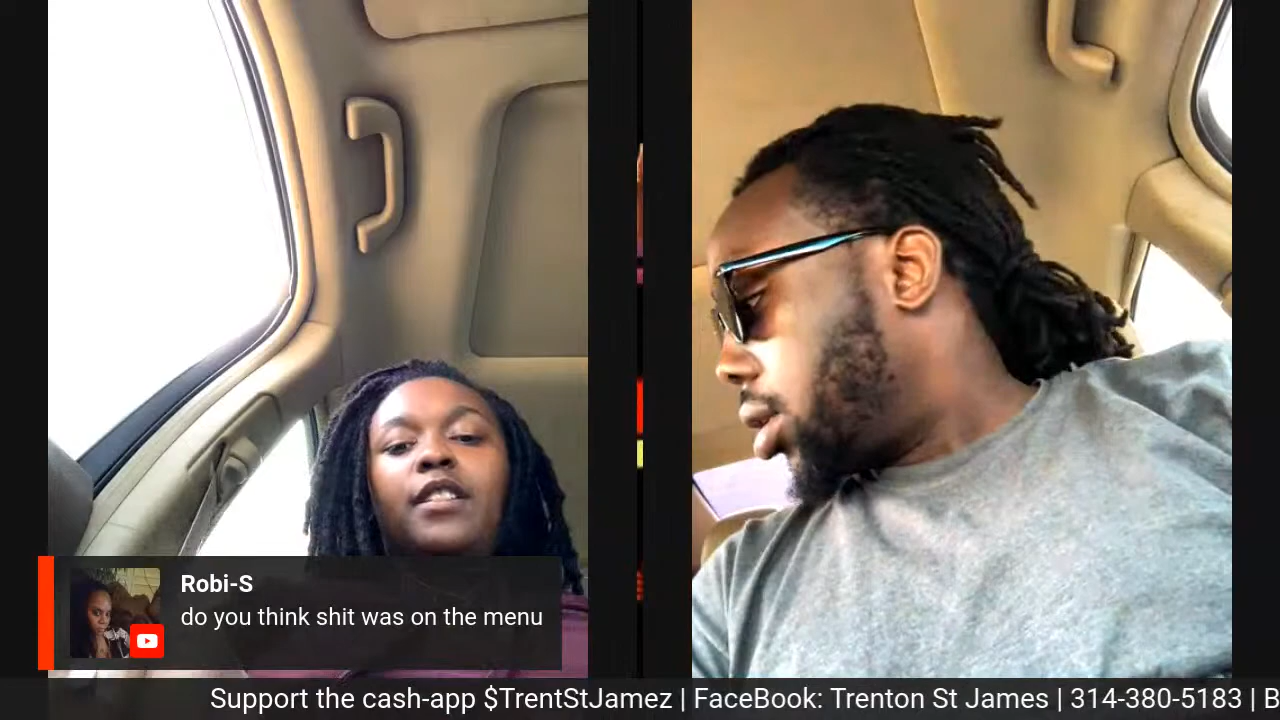 Robi-S
do you think shit was on the menu
Support the cash-app $TrentStJamez | FaceBook: Trenton St James | 314-380-5183 | B